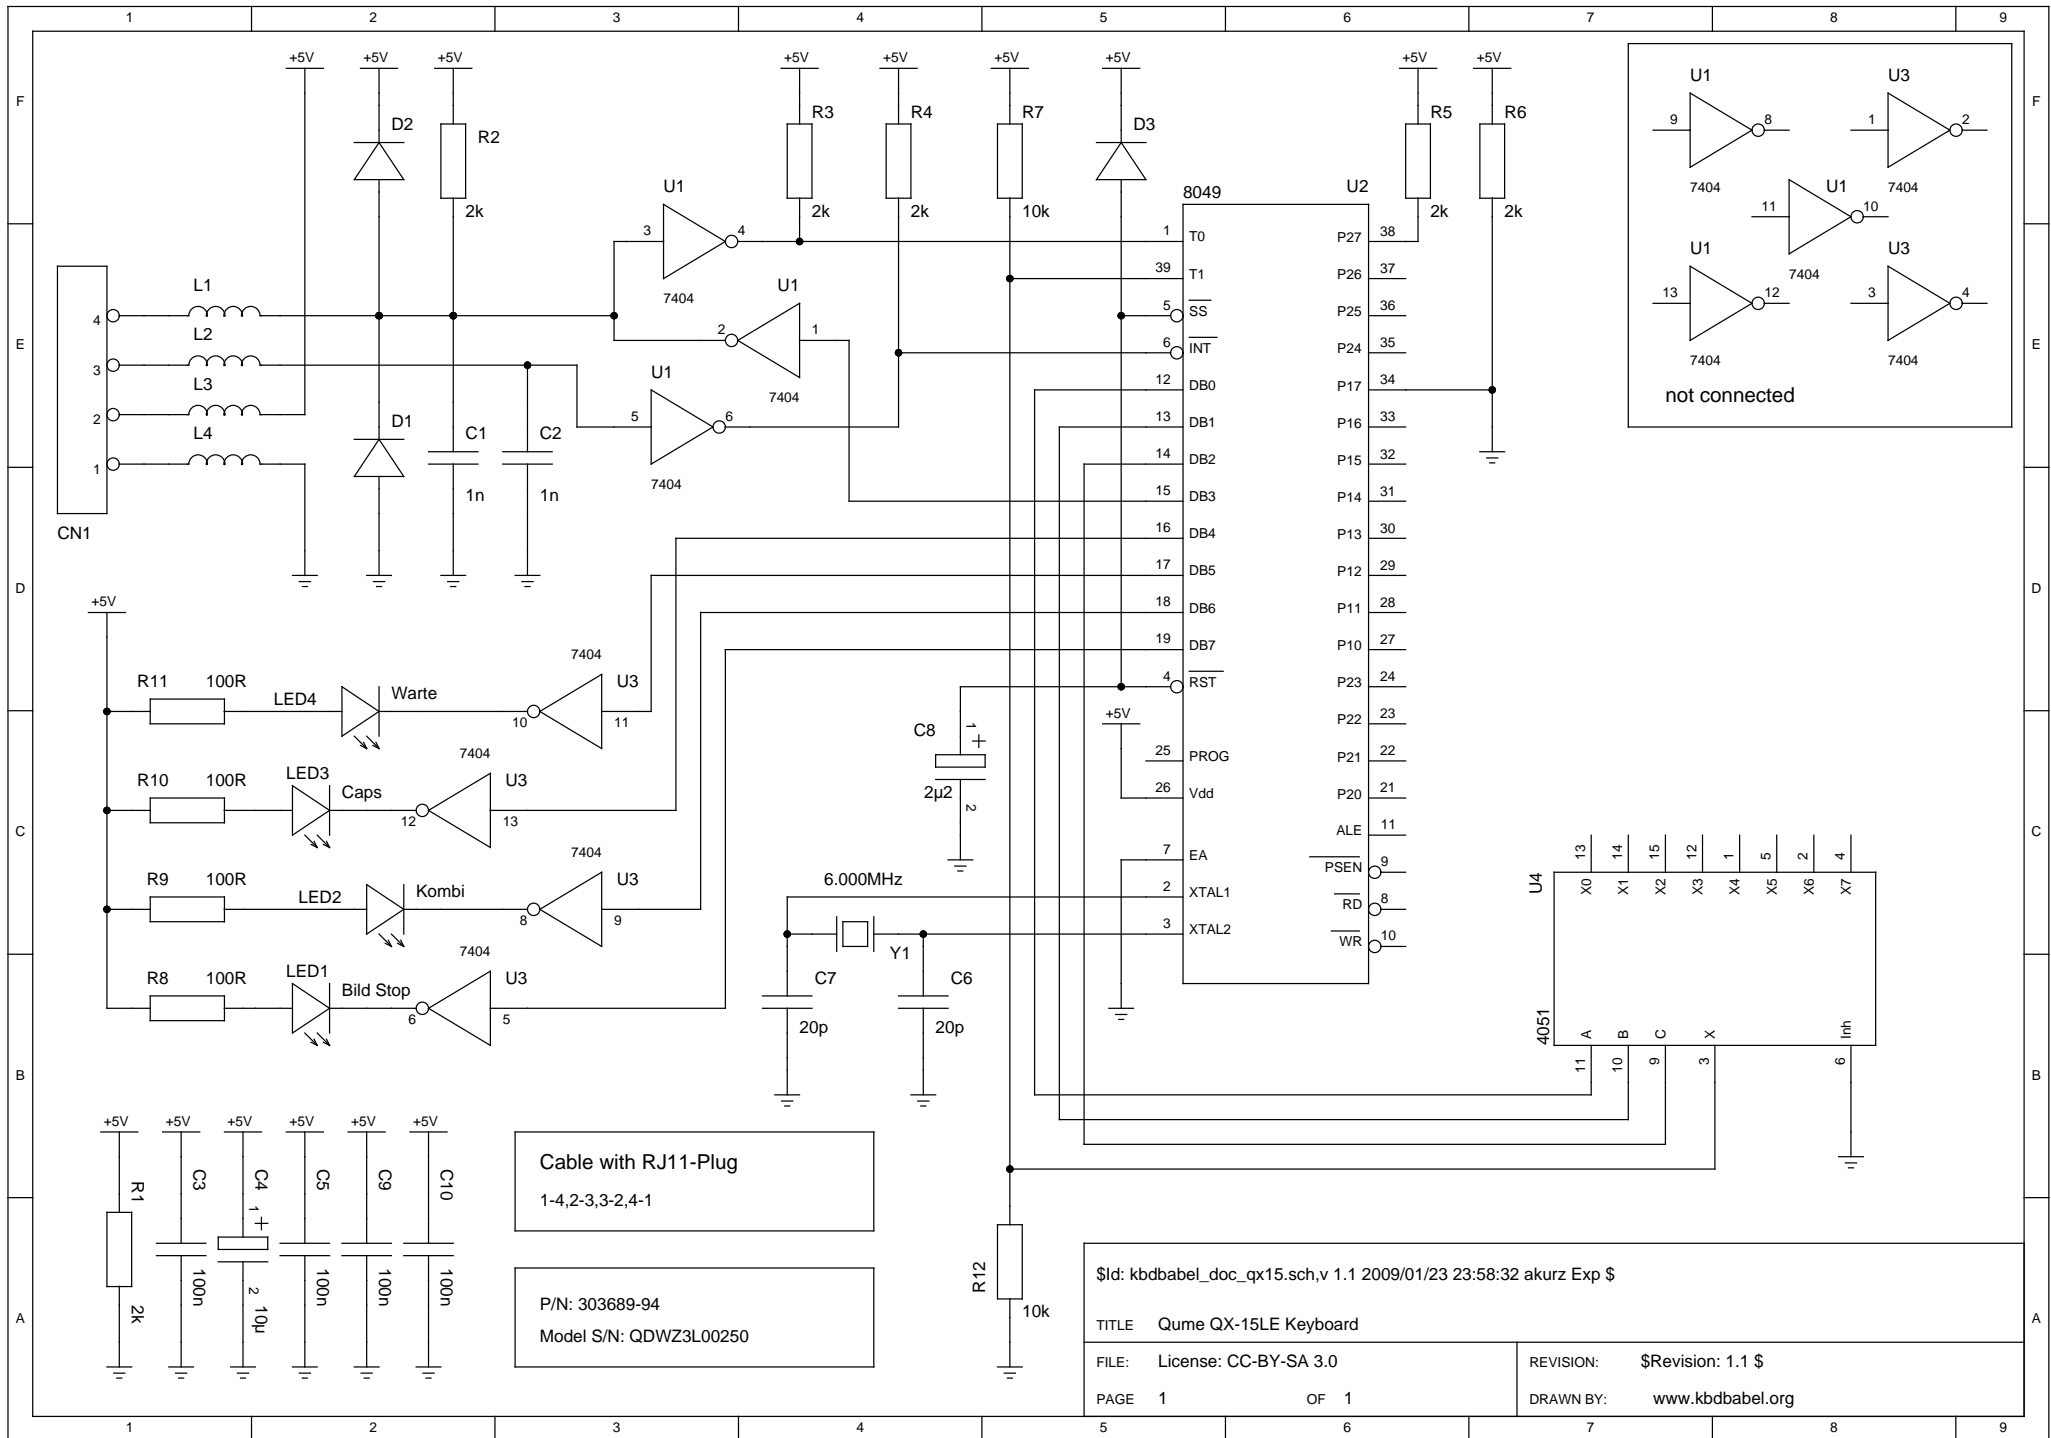 1 2 3 4 5 6 7 8 9
F E D C B A
F E D C B A
1 2 3 4 5 6 7 8 9
+5V +5V +5V +5V +5V +5V +5V +5V +5V
D2
R2
2k
R3
2k
R4
2k
R7
10k
D3
R5
2k
R6
2k
U1
3 4
7404
U1
2 1
7404
U1
5 6
7404
L1
L2
L3
L4
4
3
2
1
CN1
D1
C1
1n
C2
1n
8049
U2
1 T0
39 T1
5 SS
6 INT
12 DB0
13 DB1
14 DB2
15 DB3
16 DB4
17 DB5
18 DB6
19 DB7
4 RST
25 PROG
26 Vdd
7 EA
2 XTAL1
3 XTAL2
P27 38
P26 37
P25 36
P24 35
P17 34
P16 33
P15 32
P14 31
P13 30
P12 29
P11 28
P10 27
P23 24
P22 23
P21 22
P20 21
ALE 11
PSEN 9
RD 8
WR 10
U1
9 8
7404
U3
1 2
7404
U1
11 10
7404
U1
13 12
7404
U3
3 4
7404
not connected
+5V
R11 100R
LED4
Warte
7404
U3
10 11
R10 100R
LED3
Caps
7404
U3
12 13
R9 100R
LED2
Kombi
7404
U3
8 9
R8 100R
LED1
Bild Stop
7404
U3
6 5
C8
1 +
2µ2
2
+5V
6.000MHz
Y1
C7
20p
C6
20p
U4
4051
13 14 15 12 1 5 2 4
X0 X1 X2 X3 X4 X5 X6 X7
A B C X Inh
11 10 9 3 6
+5V +5V +5V +5V +5V +5V
R1
2k
C3
100n
C4
1 +
2
10µ
C5
100n
C9
100n
C10
100n
Cable with RJ11-Plug
1-4,2-3,3-2,4-1
P/N: 303689-94
Model S/N: QDWZ3L00250
R12
10k
$Id: kbdbabel_doc_qx15.sch,v 1.1 2009/01/23 23:58:32 akurz Exp $
TITLE Qume QX-15LE Keyboard
FILE: License: CC-BY-SA 3.0
REVISION: $Revision: 1.1 $
PAGE 1 OF 1
DRAWN BY: www.kbdbabel.org